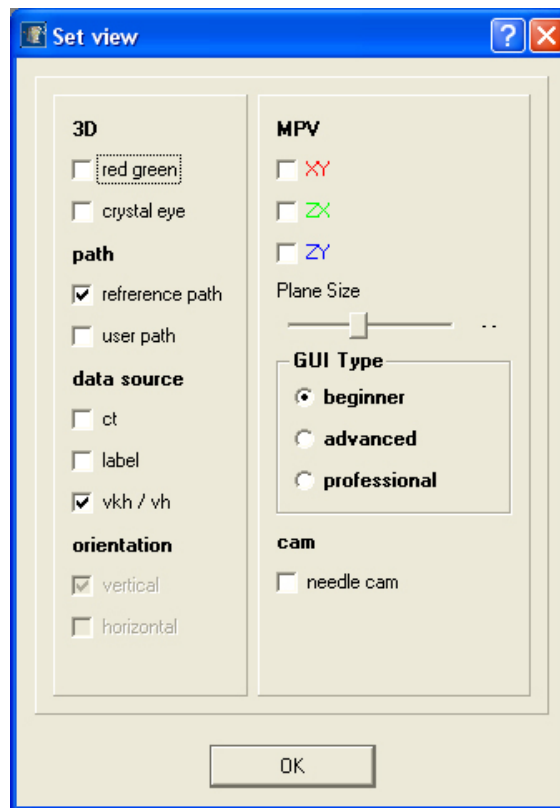 Set view
3D
red green
crystal eye
path
refrerence path
user path
data source
ct
label
vkh / vh
orientation
vertical
horizontal
MPV
XY
ZX
ZY
Plane Size
--
GUI Type
beginner
advanced
professional
cam
needle cam
OK